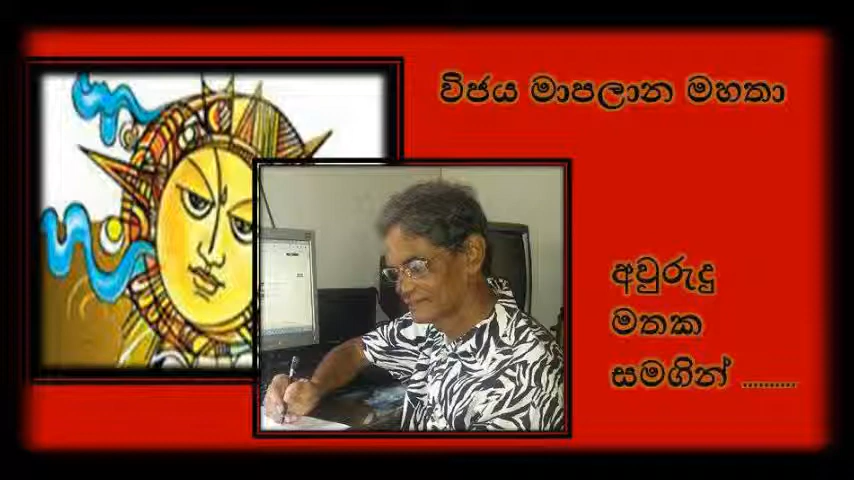 විජය මාපලාන මහතා
අවුරුදු
මතක
සමගින් ..........